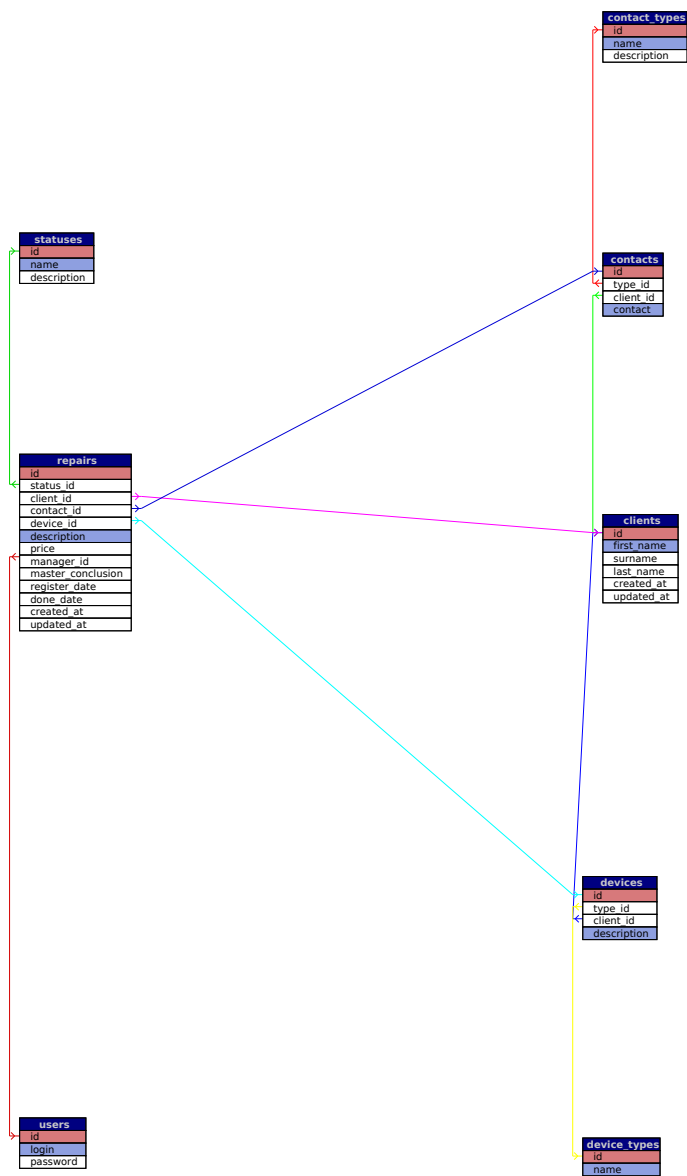 contact_types
id
name
description
statuses
id
name
description
contacts
id
type_id
client_id
contact
repairs
id
status_id
client_id
contact_id
device_id
description
price
manager_id
master_conclusion
register_date
done_date
created_at
updated_at
clients
id
first_name
surname
last_name
created_at
updated_at
devices
id
type_id
client_id
description
users
id
login
password
device_types
id
name